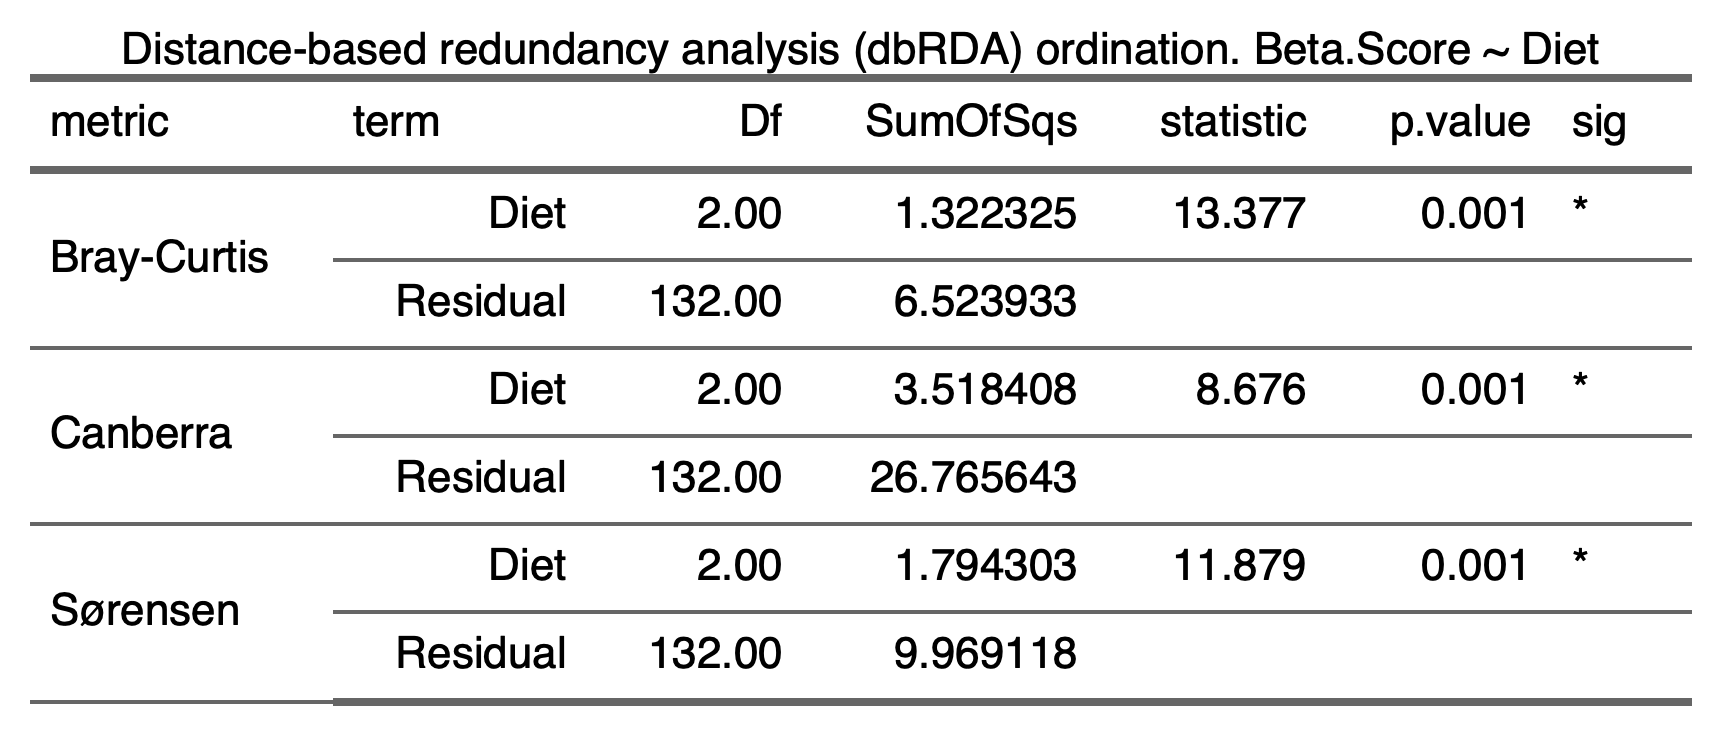 Distance-based redundancy analysis (dbRDA) ordination. Beta.Score ~ Diet
metric term Df SumOfSqs statistic p.value sig
Bray-Curtis
Diet 2.00 1.322325 13.377 0.001 *
Residual 132.00 6.523933
Canberra
Diet 2.00 3.518408 8.676 0.001 *
Residual 132.00 26.765643
Sørensen
Diet 2.00 1.794303 11.879 0.001 *
Residual 132.00 9.969118